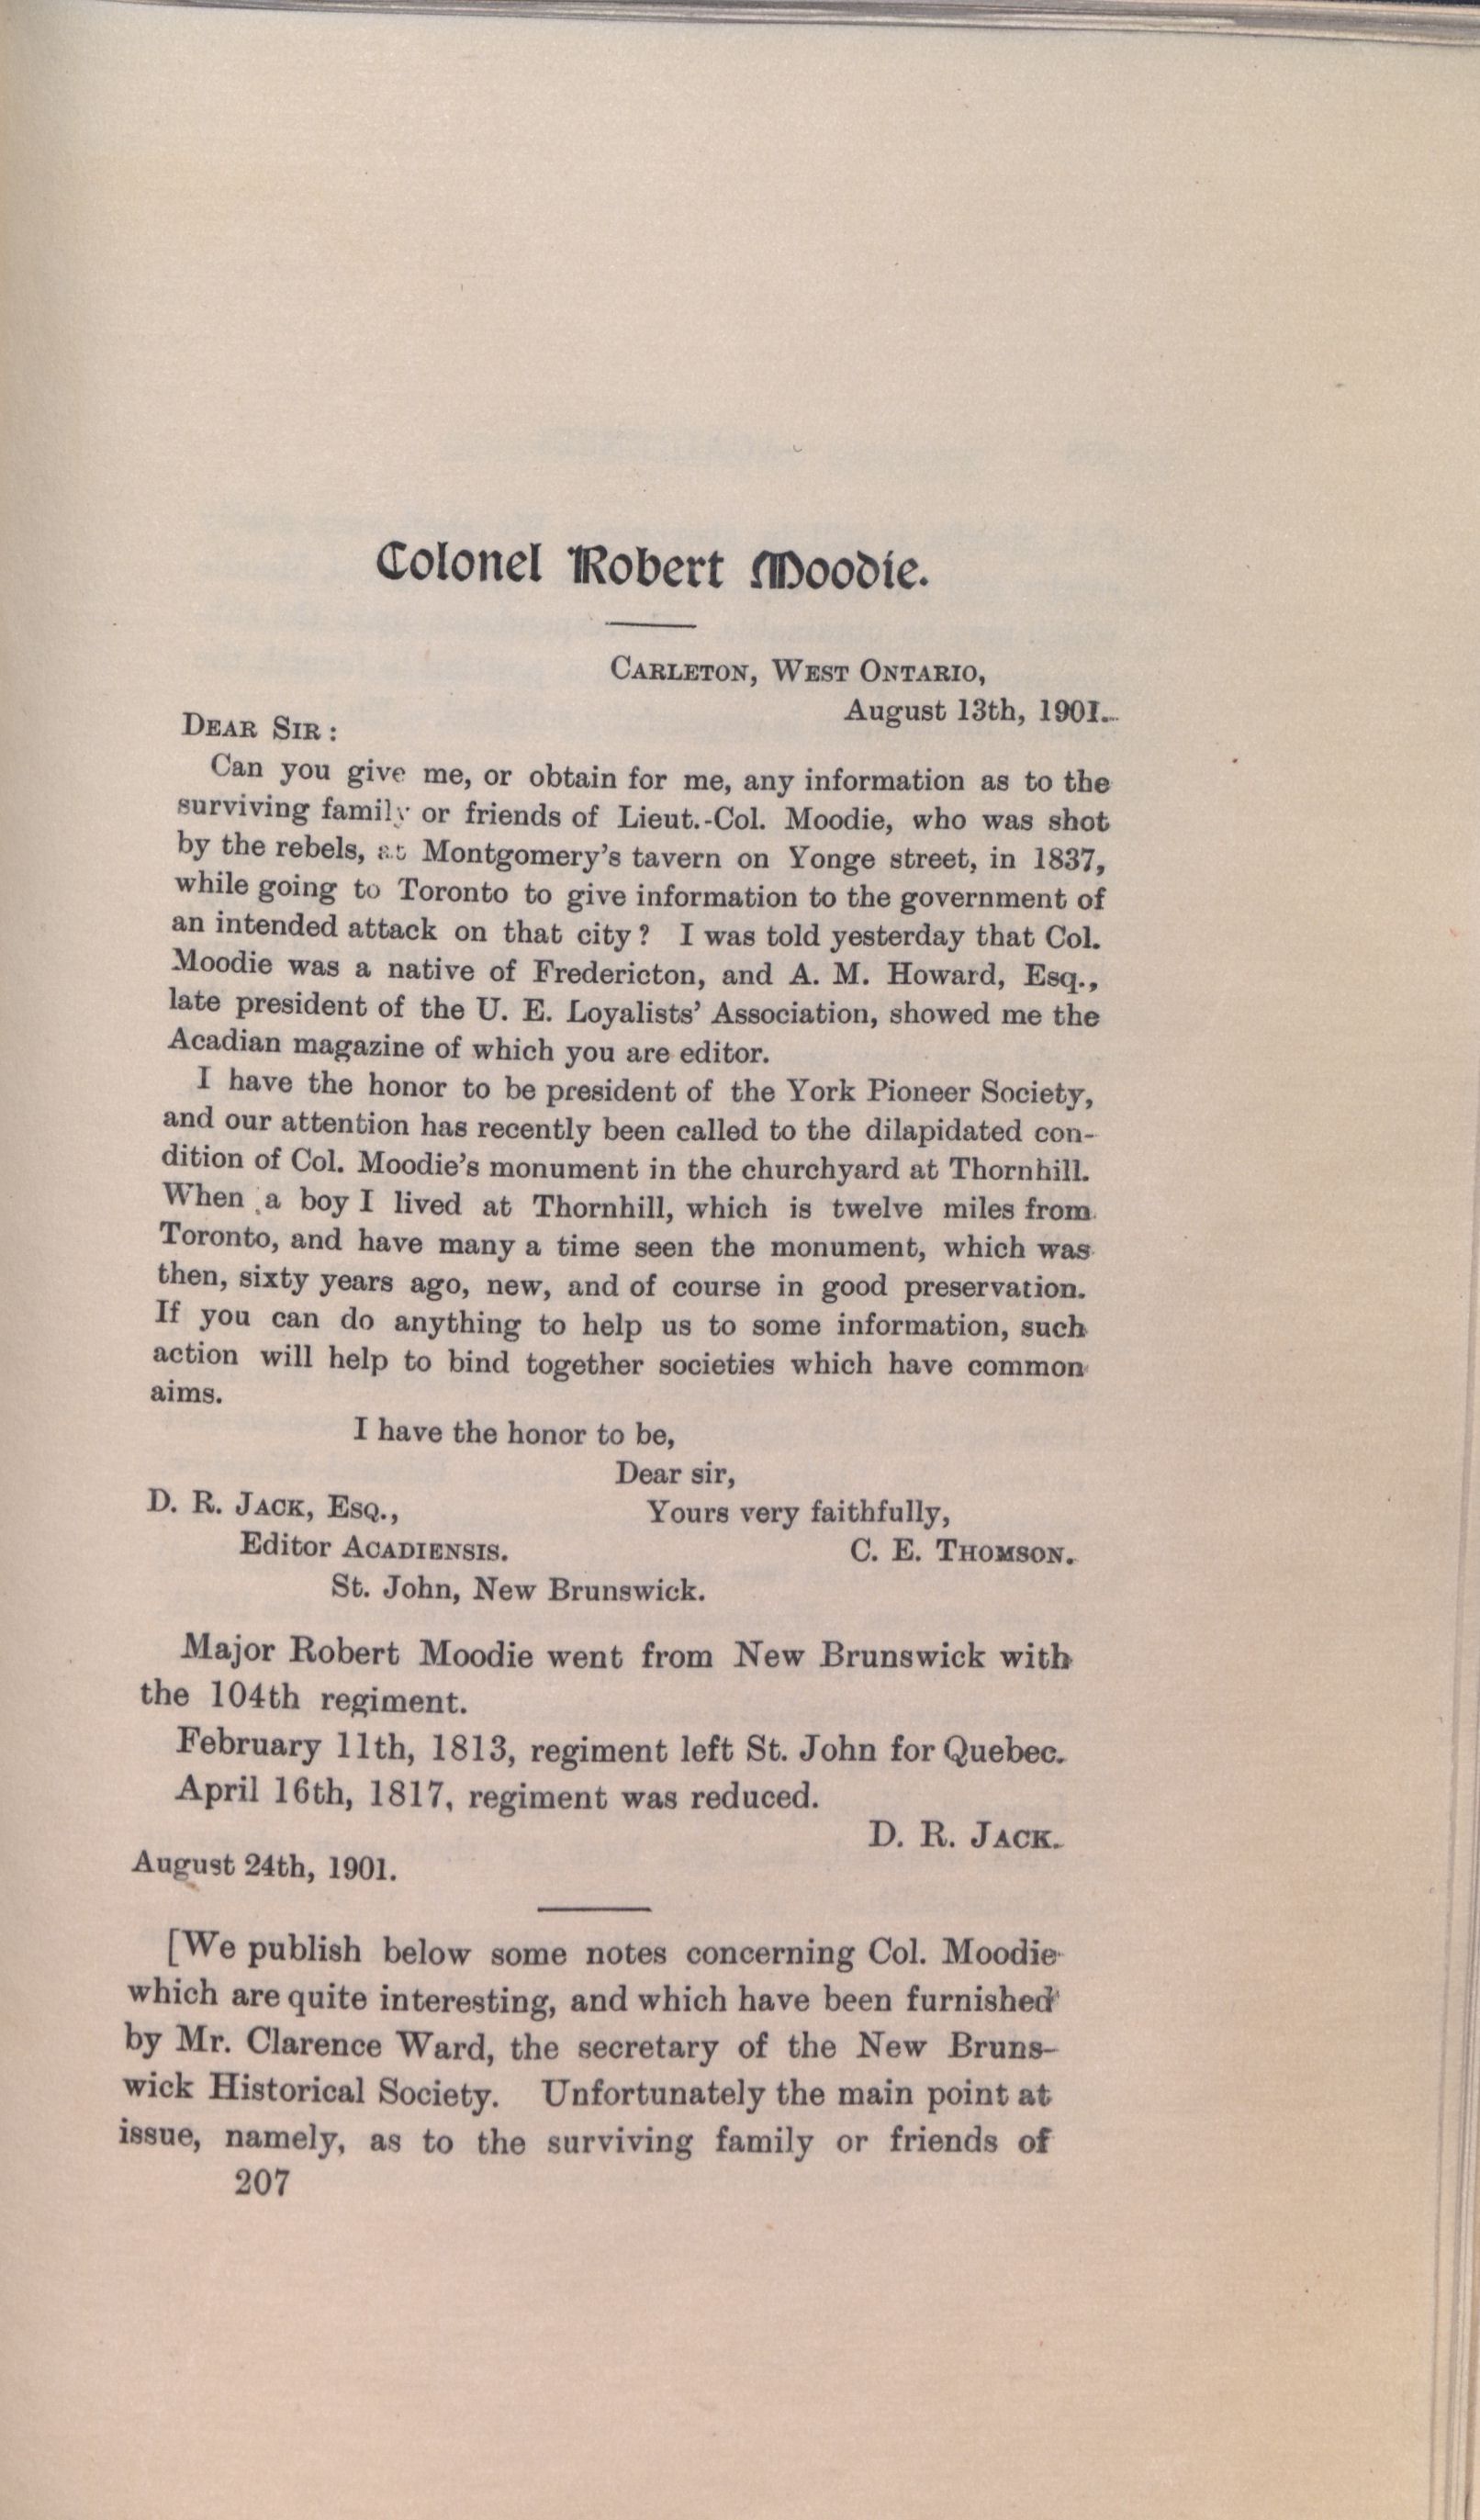 Colonel Robert Moodie.
CARLETON, WEST ONTARIO,
August 13th, 1901.
DEAR SIR :
Can you give me, or obtain for me, any information as to the
surviving family or friends of Lieut.-Col. Moodie, who was shot
by the rebels, at Montgomery's tavern on Yonge street, in 1837,
while going to Toronto to give information to the government of
an intended attack on that city? I was told yesterday that Col.
Moodie was a native of Fredericton, and A. M. Howard, Esq.,
late president of the U. E. Loyalists' Association, showed me the
Acadian magazine of which you are editor.
I have the honor to be president of the York Pioneer Society,
and our attention has recently been called to the dilapidated con-
dition of Col. Moodie's monument in the churchyard at Thornhill.
When a boy I lived at Thornhill, which is twelve miles from
Toronto, and have many a time seen the monument, which was
then, sixty years ago, new, and of course in good preservation.
If you can do anything to help us to some information, such
action will help to bind together societies which have common
aims.
I have the honor to be,
Dear sir,
D. R. JACK, ESQ., Yours very faithfully,
Editor ACADIENSIS. C. E. THOMSON.
St. John, New Brunswick.
Major Robert Moodie went from New Brunswick with
the 104th regiment.
February 11th, 1813, regiment left St. John for Quebec.
April 16th, 1817, regiment was reduced.
D. R. JACK.
August 24th, 1901.
[We publish below some notes concerning Col. Moodie
which are quite interesting, and which have been furnished
by Mr. Clarence Ward, the secretary of the New Bruns-
wick Historical Society. Unfortunately the main point at
issue, namely, as to the surviving family or friends of
207